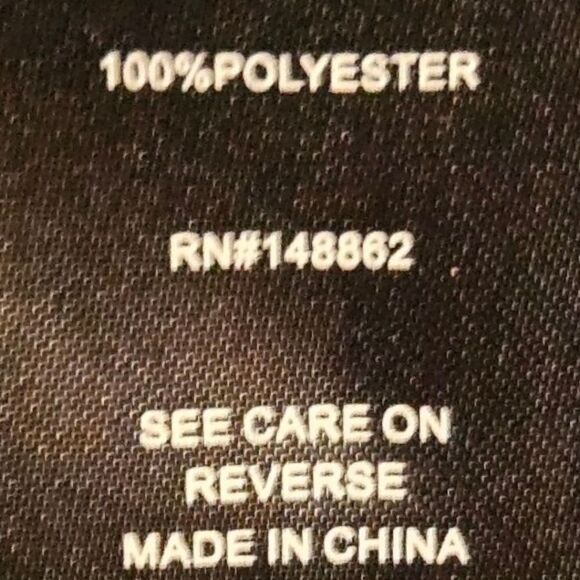 100%POLYESTER
RN#148862
SEE CARE ON
REVERSE
MADE IN CHINA